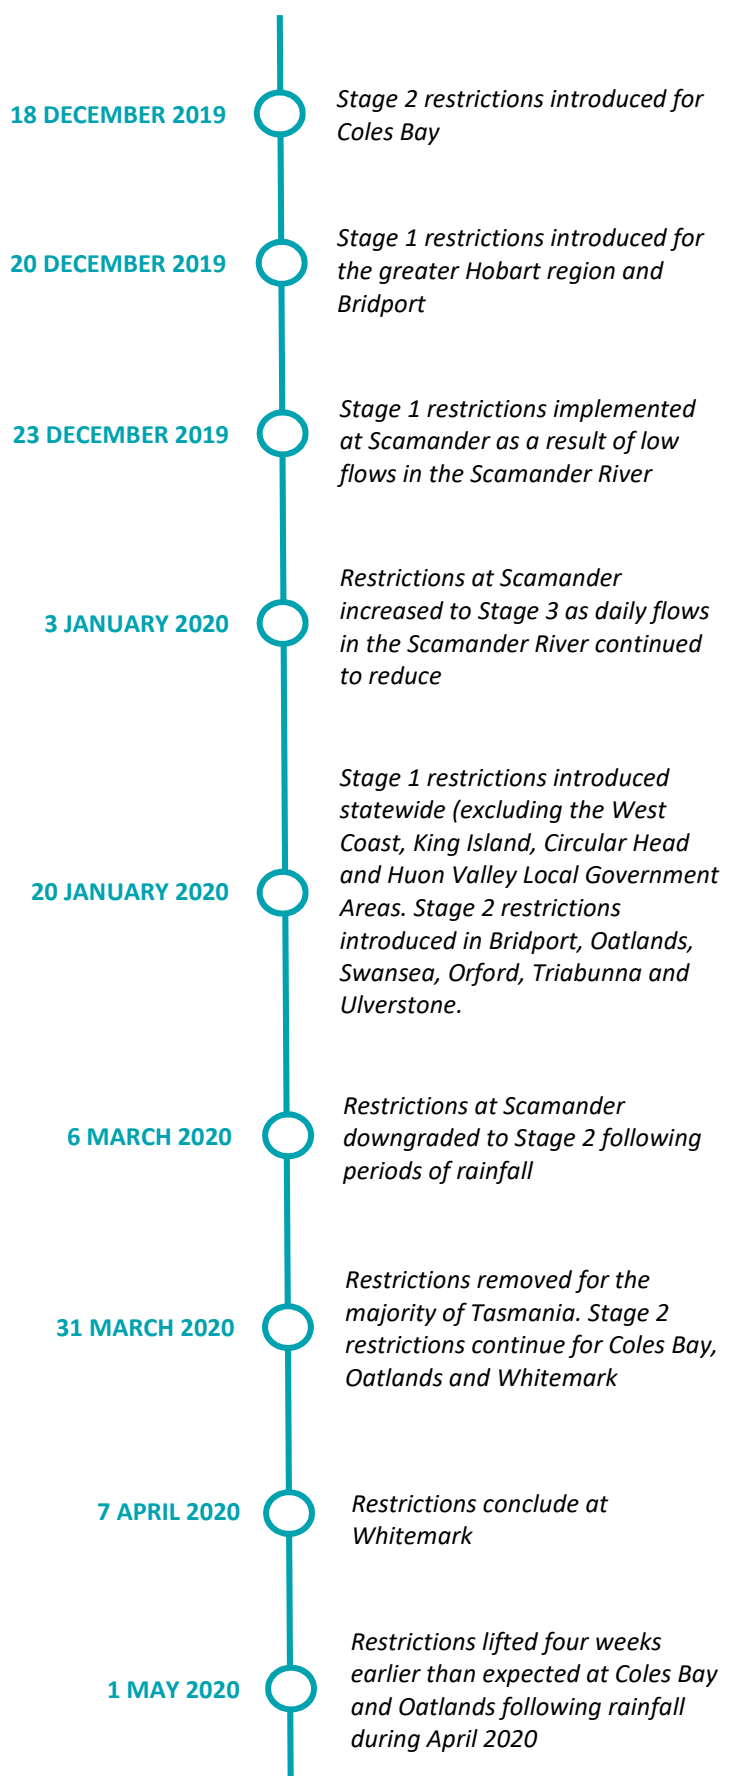 18 DECEMBER 2019
Stage 2 restrictions introduced for
Coles Bay
20 DECEMBER 2019
Stage 1 restrictions introduced for
the greater Hobart region and
Bridport
23 DECEMBER 2019
Stage 1 restrictions implemented
at Scamander as a result of low
flows in the Scamander River
3 JANUARY 2020
Restrictions at Scamander
increased to Stage 3 as daily flows
in the Scamander River continued
to reduce
20 JANUARY 2020
Stage 1 restrictions introduced
statewide (excluding the West
Coast, King Island, Circular Head
and Huon Valley Local Government
Areas. Stage 2 restrictions
introduced in Bridport, Oatlands,
Swansea, Orford, Triabunna and
Ulverstone.
6 MARCH 2020
Restrictions at Scamander
downgraded to Stage 2 following
periods of rainfall
31 MARCH 2020
Restrictions removed for the
majority of Tasmania. Stage 2
restrictions continue for Coles Bay,
Oatlands and Whitemark
7 APRIL 2020
Restrictions conclude at
Whitemark
1 MAY 2020
Restrictions lifted four weeks
earlier than expected at Coles Bay
and Oatlands following rainfall
during April 2020